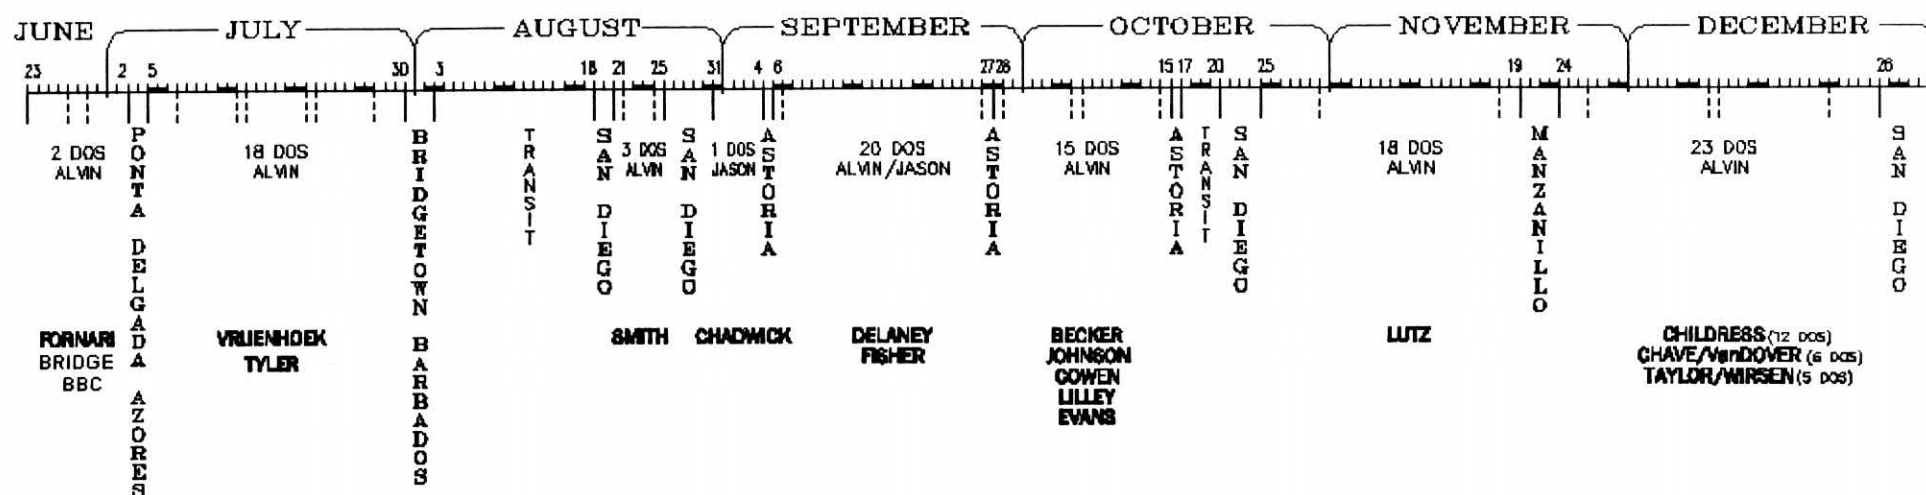 JUNE JULY AUGUST SEPTEMBER OCTOBER NOVEMBER DECEMBER
23 2 5 30 3 18 21 25 31 4 6 27 28 15 17 20 25 19 24 26
2 DOS
ALVIN
PONTA DELGADA AZORES
18 DOS
ALVIN
BRIDGETOWN BARBADOS
TRANSIT
SAN DIEGO
3 DOS
ALVIN
SAN DIEGO
1 DOS
JASON
ASTORIA
20 DOS
ALVIN/JASON
ASTORIA
15 DOS
ALVIN
ASTORIA
TRANSIT
SAN DIEGO
18 DOS
ALVIN
MANZANILLO
23 DOS
ALVIN
SAN DIEGO
FORNARI
BRIDGE
BBC
VRIJENHOEK
TYLER
SMITH
CHADWICK
DELANEY
FISHER
BECKER
JOHNSON
COWEN
LILLEY
EVANS
LUTZ
CHILDRESS (12 DOS)
CHAVE/VanDOVER (6 DOS)
TAYLOR/WIRSEN (5 DOS)